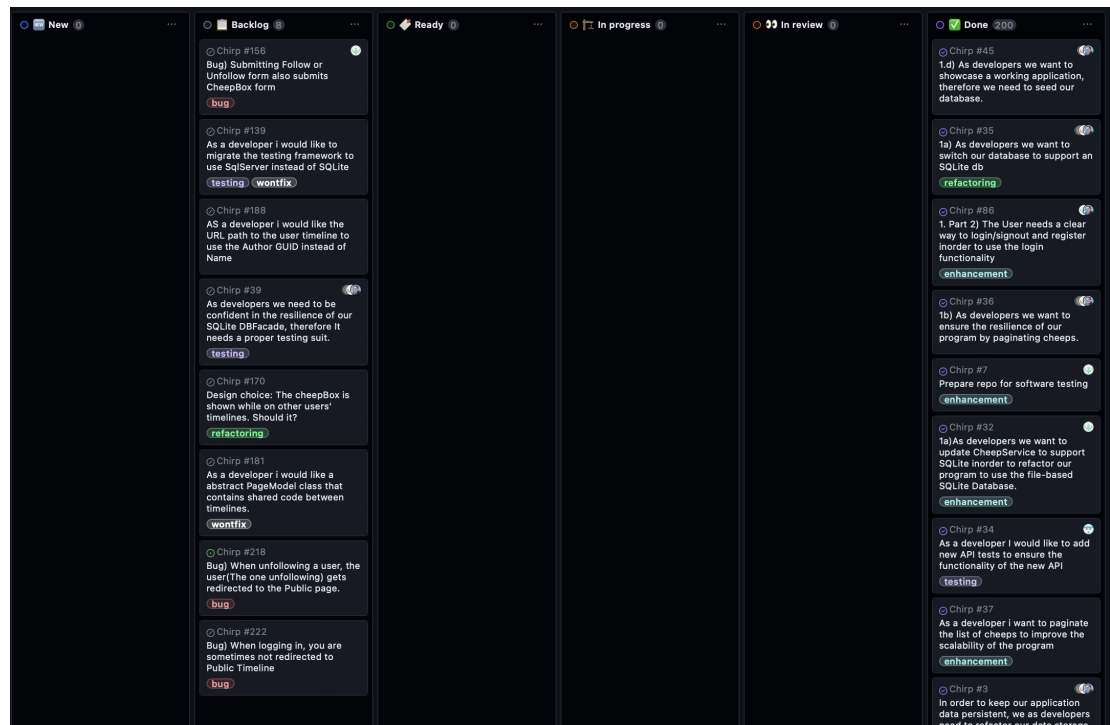 New 0
Backlog 8
Chirp #156
Bug) Submitting Follow or
Unfollow form also submits
CheepBox form
bug
Chirp #139
As a developer i would like to
migrate the testing framework to
use SqlServer instead of SQLite
testing wontfix
Chirp #188
AS a developer i would like the
URL path to the user timeline to
use the Author GUID instead of
Name
Chirp #39
As developers we need to be
confident in the resilience of our
SQLite DBFacade, therefore It
needs a proper testing suit.
testing
Chirp #170
Design choice: The cheepBox is
shown while on other users'
timelines. Should it?
refactoring
Chirp #181
As a developer i would like a
abstract PageModel class that
contains shared code between
timelines.
wontfix
Chirp #218
Bug) When unfollowing a user, the
user(The one unfollowing) gets
redirected to the Public page.
bug
Chirp #222
Bug) When logging in, you are
sometimes not redirected to
Public Timeline
bug
Ready 0
In progress 0
In review 0
Done 200
Chirp #45
1.d) As developers we want to
showcase a working application,
therefore we need to seed our
database.
Chirp #35
1a) As developers we want to
switch our database to support an
SQLite db
refactoring
Chirp #86
1. Part 2) The User needs a clear
way to login/signout and register
inorder to use the login
functionality
enhancement
Chirp #36
1b) As developers we want to
ensure the resilience of our
program by paginating cheeps.
Chirp #7
Prepare repo for software testing
enhancement
Chirp #32
1a)As developers we want to
update CheepService to support
SQLite inorder to refactor our
program to use the file-based
SQLite Database.
enhancement
Chirp #34
As a developer I would like to add
new API tests to ensure the
functionality of the new API
testing
Chirp #37
As a developer i want to paginate
the list of cheeps to improve the
scalability of the program
enhancement
Chirp #3
In order to keep our application
data persistent, we as developers
need to refactor our data storage